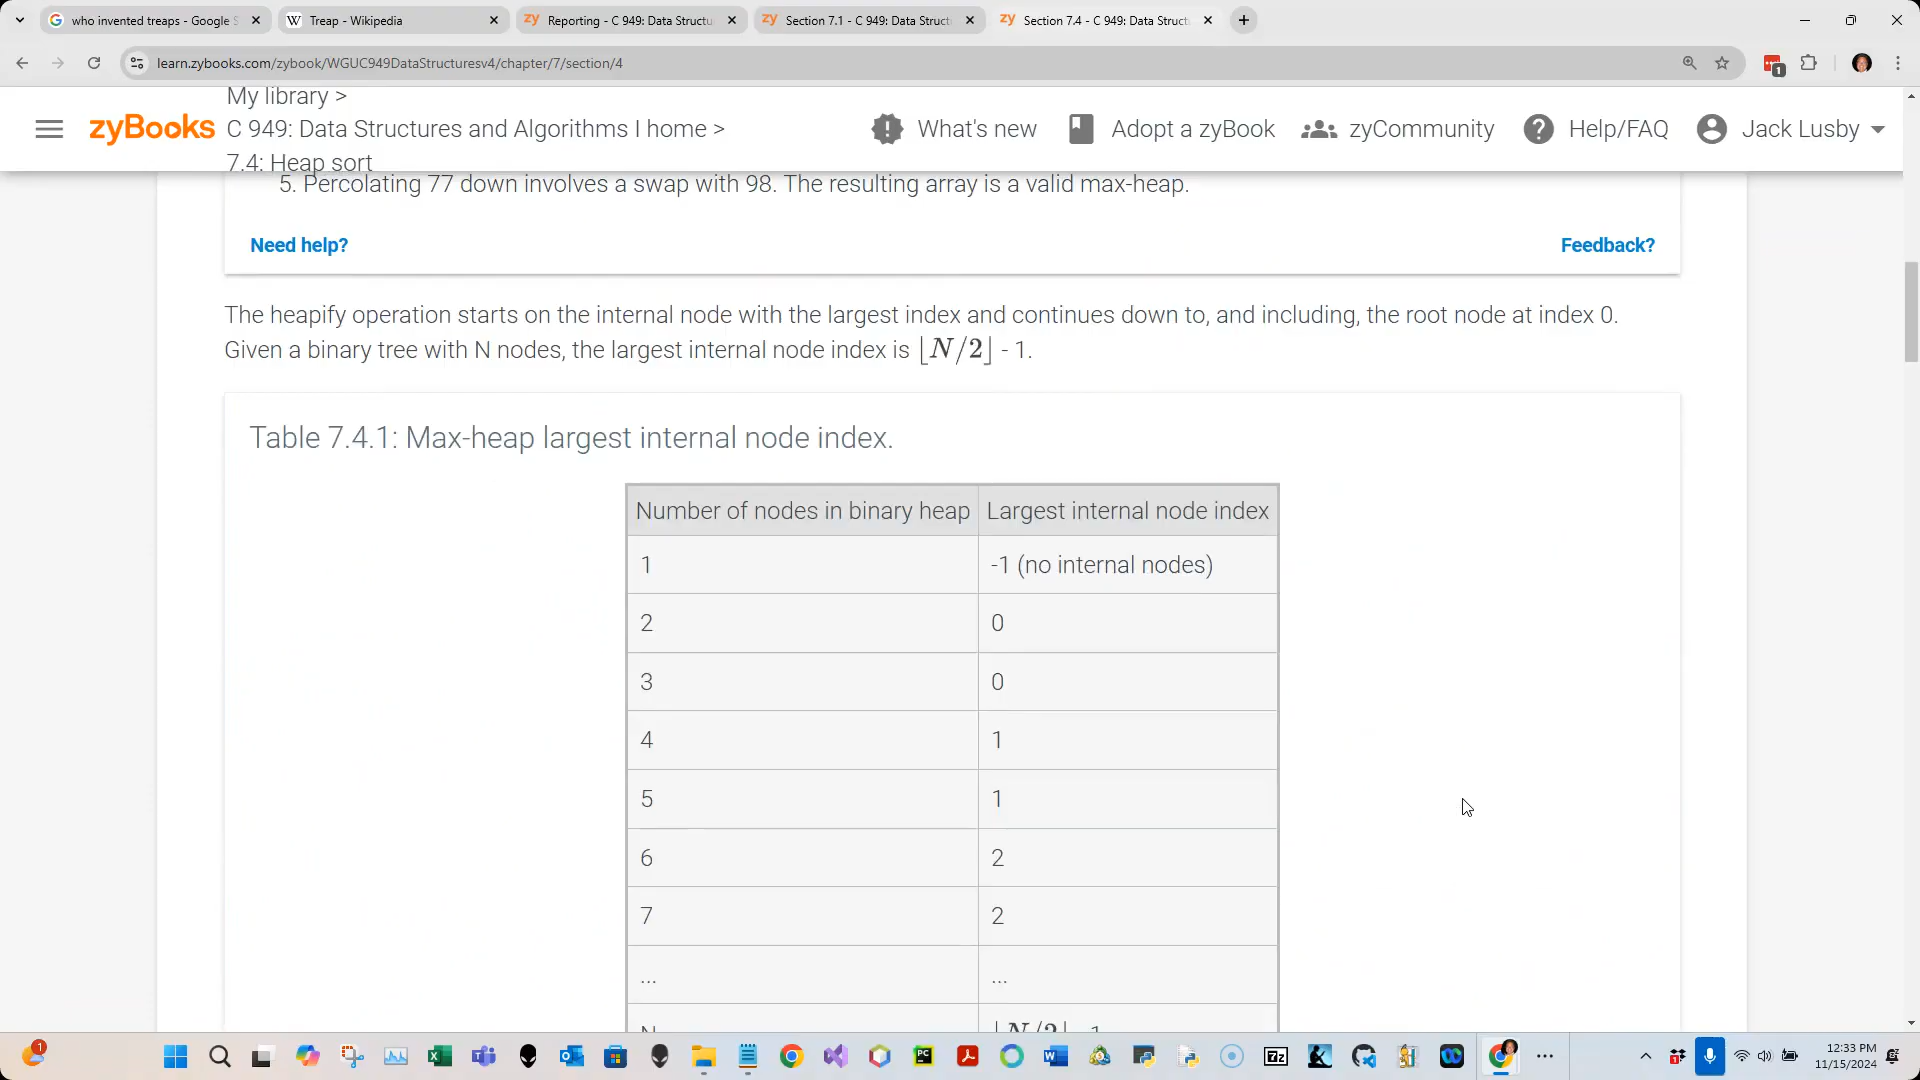 who invented treaps - Google S
Treap - Wikipedia
Reporting - C 949: Data Structu
Section 7.1 - C 949: Data Struct
Section 7.4 - C 949: Data Struct
learn.zybooks.com/zybook/WGUC949DataStructuresv4/chapter/7/section/4
1
My library >
zyBooks
C 949: Data Structures and Algorithms I home >
7.4: Heap sort
What's new
Adopt a zyBook
zyCommunity
Help/FAQ
Jack Lusby
5. Percolating 77 down involves a swap with 98. The resulting array is a valid max-heap.
Need help?
Feedback?
The heapify operation starts on the internal node with the largest index and continues down to, and including, the root node at index 0.
Given a binary tree with N nodes, the largest internal node index is ⌊N/2⌋ - 1.
Table 7.4.1: Max-heap largest internal node index.
Number of nodes in binary heap Largest internal node index
1 -1 (no internal nodes)
2 0
3 0
4 1
5 1
6 2
7 2
... ...
N ⌊N/2⌋ - 1
1
12:33 PM
11/15/2024